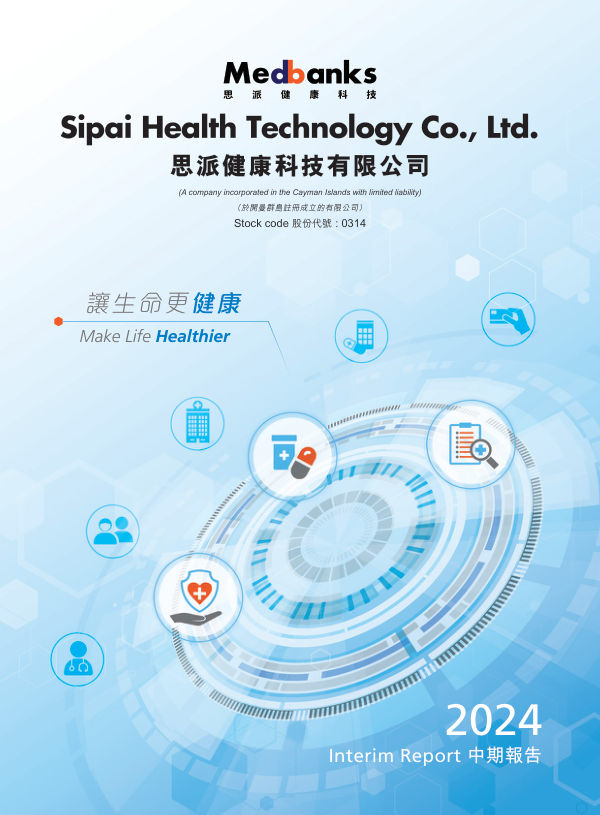 Medbanks
思派健康科技
Sipai Health Technology Co., Ltd.
思派健康科技有限公司
(A company incorporated in the Cayman Islands with limited liability)
（於開曼群島註冊成立的有限公司）
Stock code 股份代號 : 0314
讓生命更健康
Make Life Healthier
2024
Interim Report 中期報告